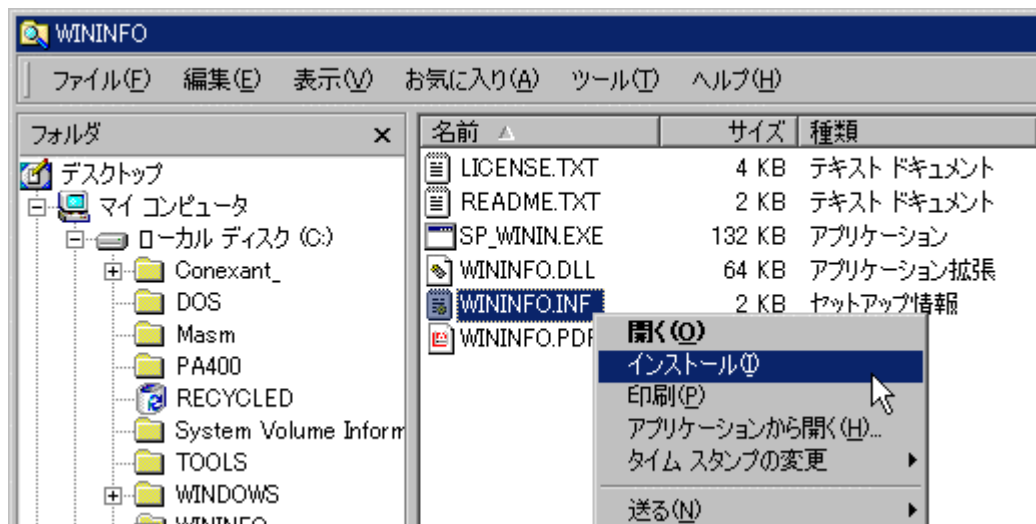 WININFO
ファイル(F) 編集(E) 表示(V) お気に入り(A) ツール(T) ヘルプ(H)
フォルダ ×
デスクトップ
マイ コンピュータ
ローカル ディスク (C:)
Conexant_
DOS
Masm
PA400
RECYCLED
System Volume Inform
TOOLS
WINDOWS
WININFO
名前 サイズ 種類
LICENSE.TXT 4 KB テキスト ドキュメント
README.TXT 2 KB テキスト ドキュメント
SP_WININ.EXE 132 KB アプリケーション
WININFO.DLL 64 KB アプリケーション拡張
WININFO.INF 2 KB セットアップ情報
WININFO.PDF
開く(O)
インストール(I)
印刷(P)
アプリケーションから開く(H)...
タイム スタンプの変更
送る(N)